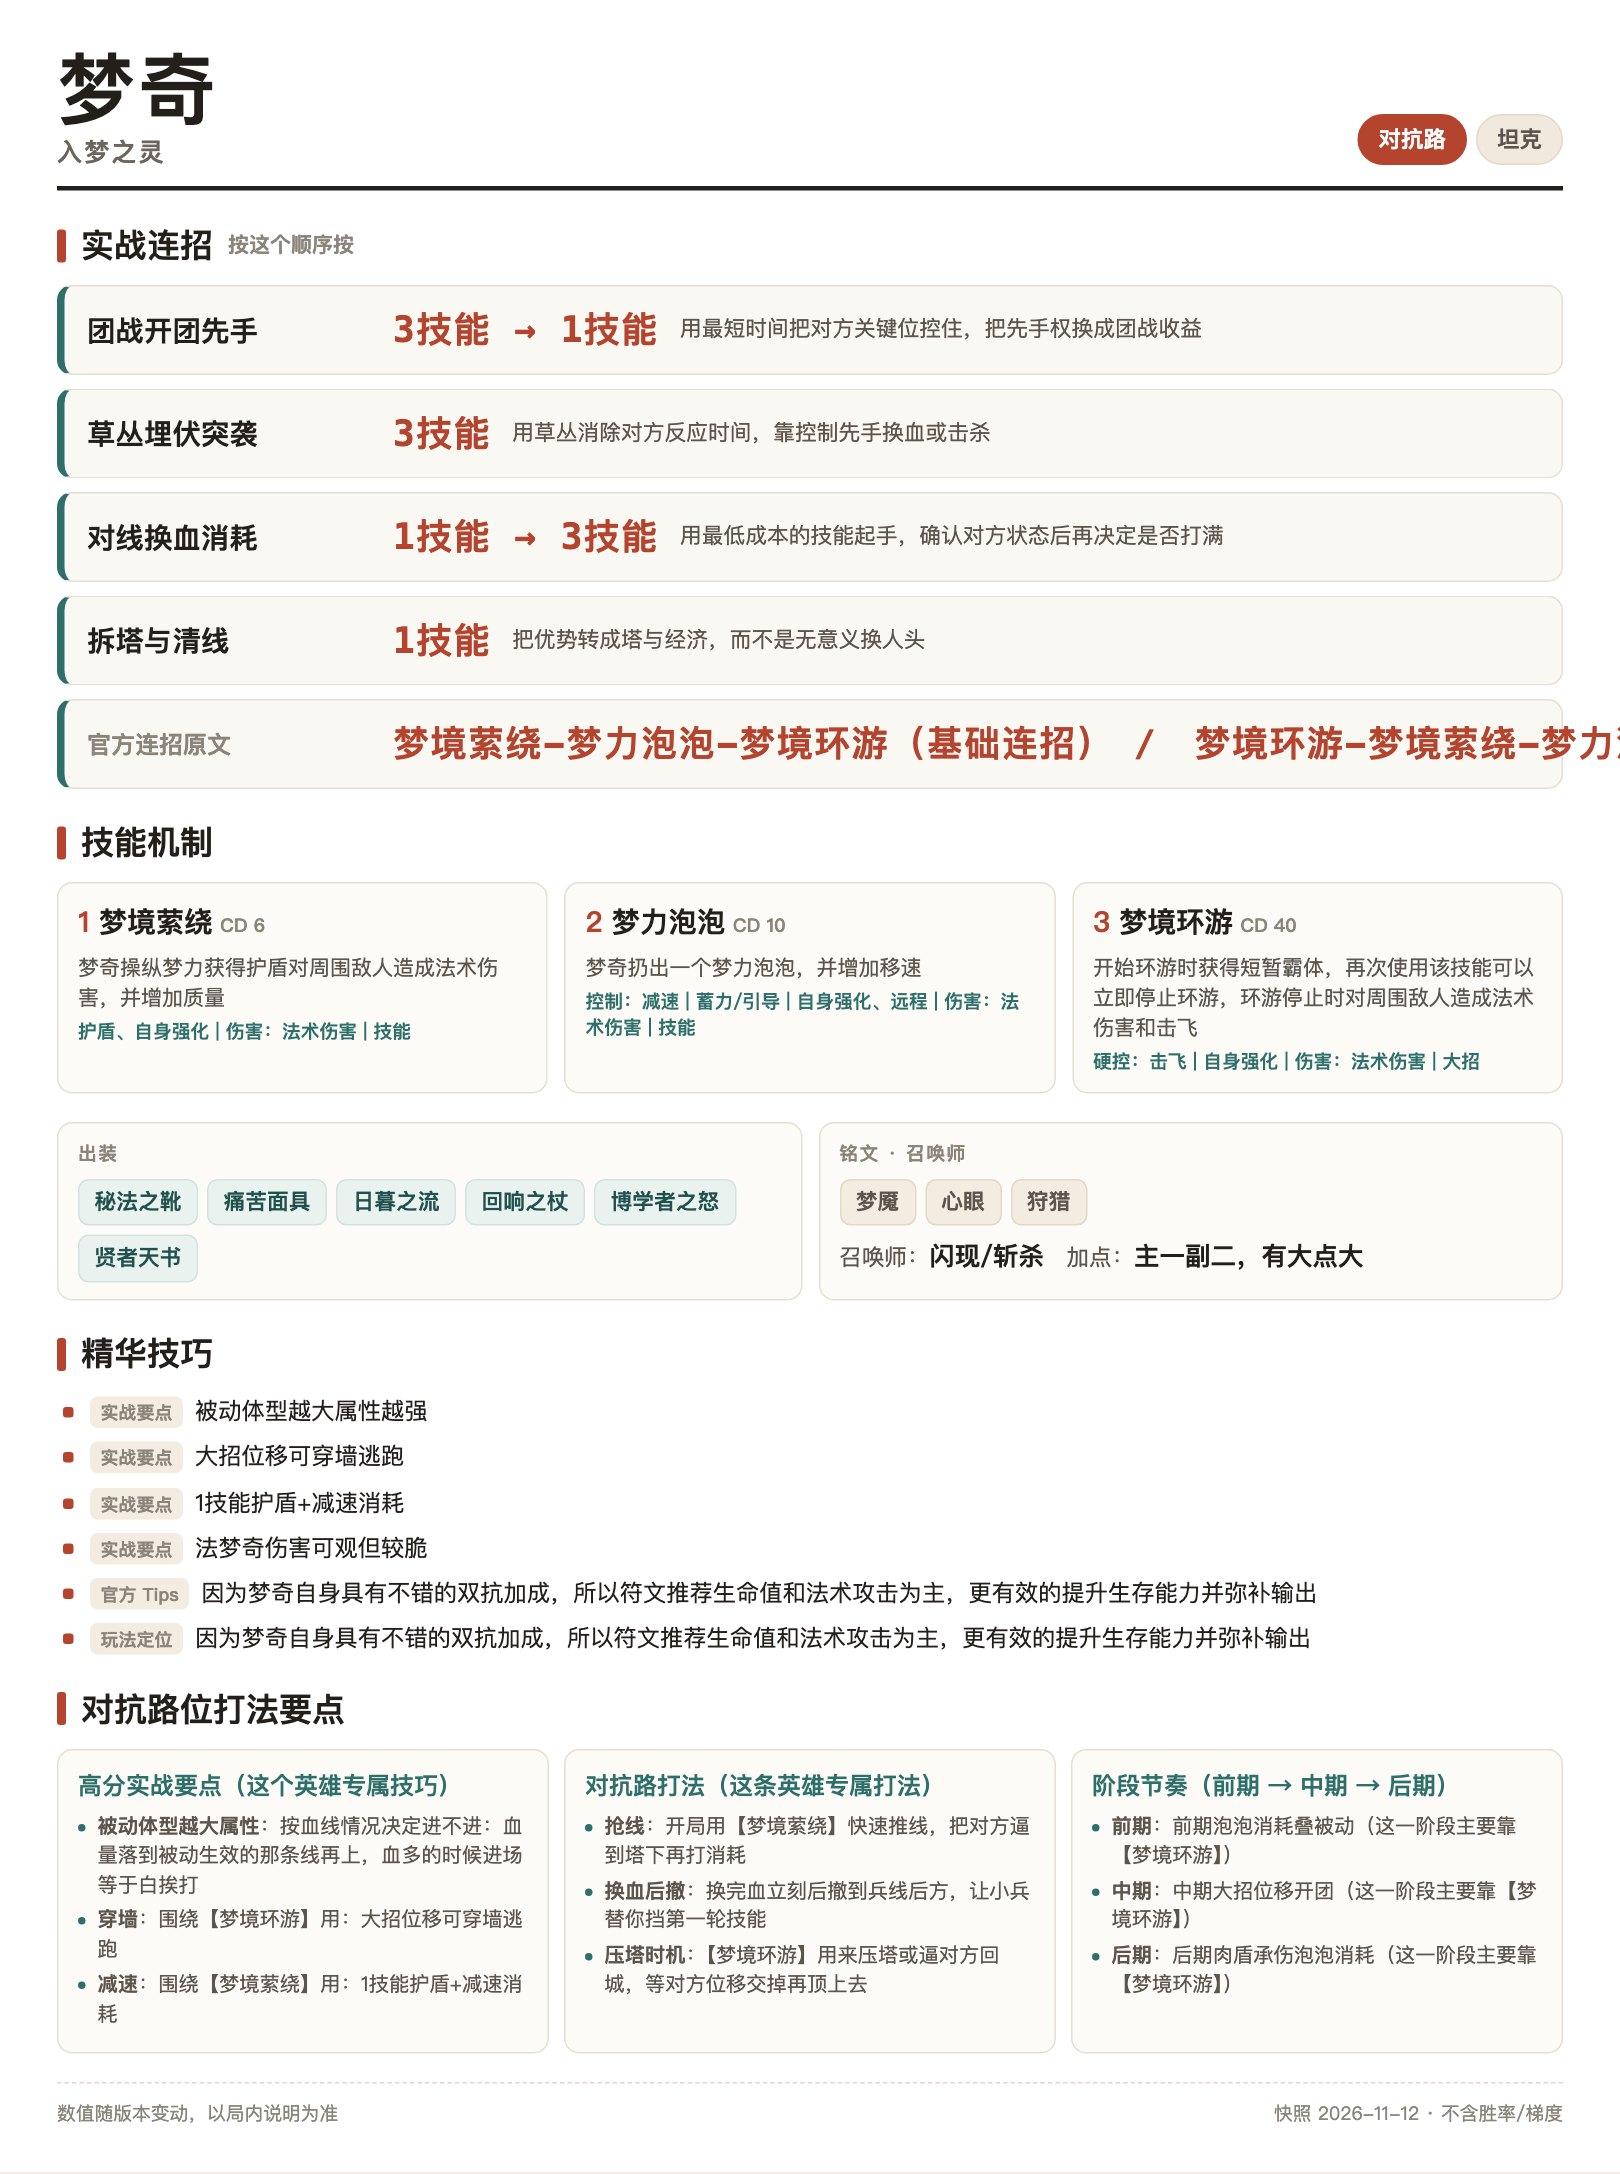 梦奇
入梦之灵
对抗路 坦克
实战连招 按这个顺序按
团战开团先手 3技能 → 1技能 用最短时间把对方关键位控住，把先手权换成团战收益
草丛埋伏突袭 3技能 用草丛消除对方反应时间，靠控制先手换血或击杀
对线换血消耗 1技能 → 3技能 用最低成本的技能起手，确认对方状态后再决定是否打满
拆塔与清线 1技能 把优势转成塔与经济，而不是无意义换人头
官方连招原文 梦境萦绕-梦力泡泡-梦境环游（基础连招） / 梦境环游-梦境萦绕-梦力
技能机制
1 梦境萦绕 CD 6
梦奇操纵梦力获得护盾对周围敌人造成法术伤
害，并增加质量
护盾、自身强化 | 伤害：法术伤害 | 技能
2 梦力泡泡 CD 10
梦奇扔出一个梦力泡泡，并增加移速
控制：减速 | 蓄力/引导 | 自身强化、远程 | 伤害：法
术伤害 | 技能
3 梦境环游 CD 40
开始环游时获得短暂霸体，再次使用该技能可以
立即停止环游，环游停止时对周围敌人造成法术
伤害和击飞
硬控：击飞 | 自身强化 | 伤害：法术伤害 | 大招
出装
秘法之靴 痛苦面具 日暮之流 回响之杖 博学者之怒
贤者天书
铭文 · 召唤师
梦魇 心眼 狩猎
召唤师：闪现/斩杀 加点：主一副二，有大点大
精华技巧
实战要点 被动体型越大属性越强
实战要点 大招位移可穿墙逃跑
实战要点 1技能护盾+减速消耗
实战要点 法梦奇伤害可观但较脆
官方 Tips 因为梦奇自身具有不错的双抗加成，所以符文推荐生命值和法术攻击为主，更有效的提升生存能力并弥补输出
玩法定位 因为梦奇自身具有不错的双抗加成，所以符文推荐生命值和法术攻击为主，更有效的提升生存能力并弥补输出
对抗路位打法要点
高分实战要点（这个英雄专属技巧）
被动体型越大属性：按血线情况决定进不进：血
量落到被动生效的那条线再上，血多的时候进场
等于白挨打
穿墙：围绕【梦境环游】用：大招位移可穿墙逃
跑
减速：围绕【梦境萦绕】用：1技能护盾+减速消
耗
对抗路打法（这条英雄专属打法）
抢线：开局用【梦境萦绕】快速推线，把对方逼
到塔下再打消耗
换血后撤：换完血立刻后撤到兵线后方，让小兵
替你挡第一轮技能
压塔时机：【梦境环游】用来压塔或逼对方回
城，等对方位移交掉再顶上去
阶段节奏（前期 → 中期 → 后期）
前期：前期泡泡消耗叠被动（这一阶段主要靠
【梦境环游】）
中期：中期大招位移开团（这一阶段主要靠【梦
境环游】）
后期：后期肉盾承伤泡泡消耗（这一阶段主要靠
【梦境环游】）
数值随版本变动，以局内说明为准
快照 2026-11-12 · 不含胜率/梯度